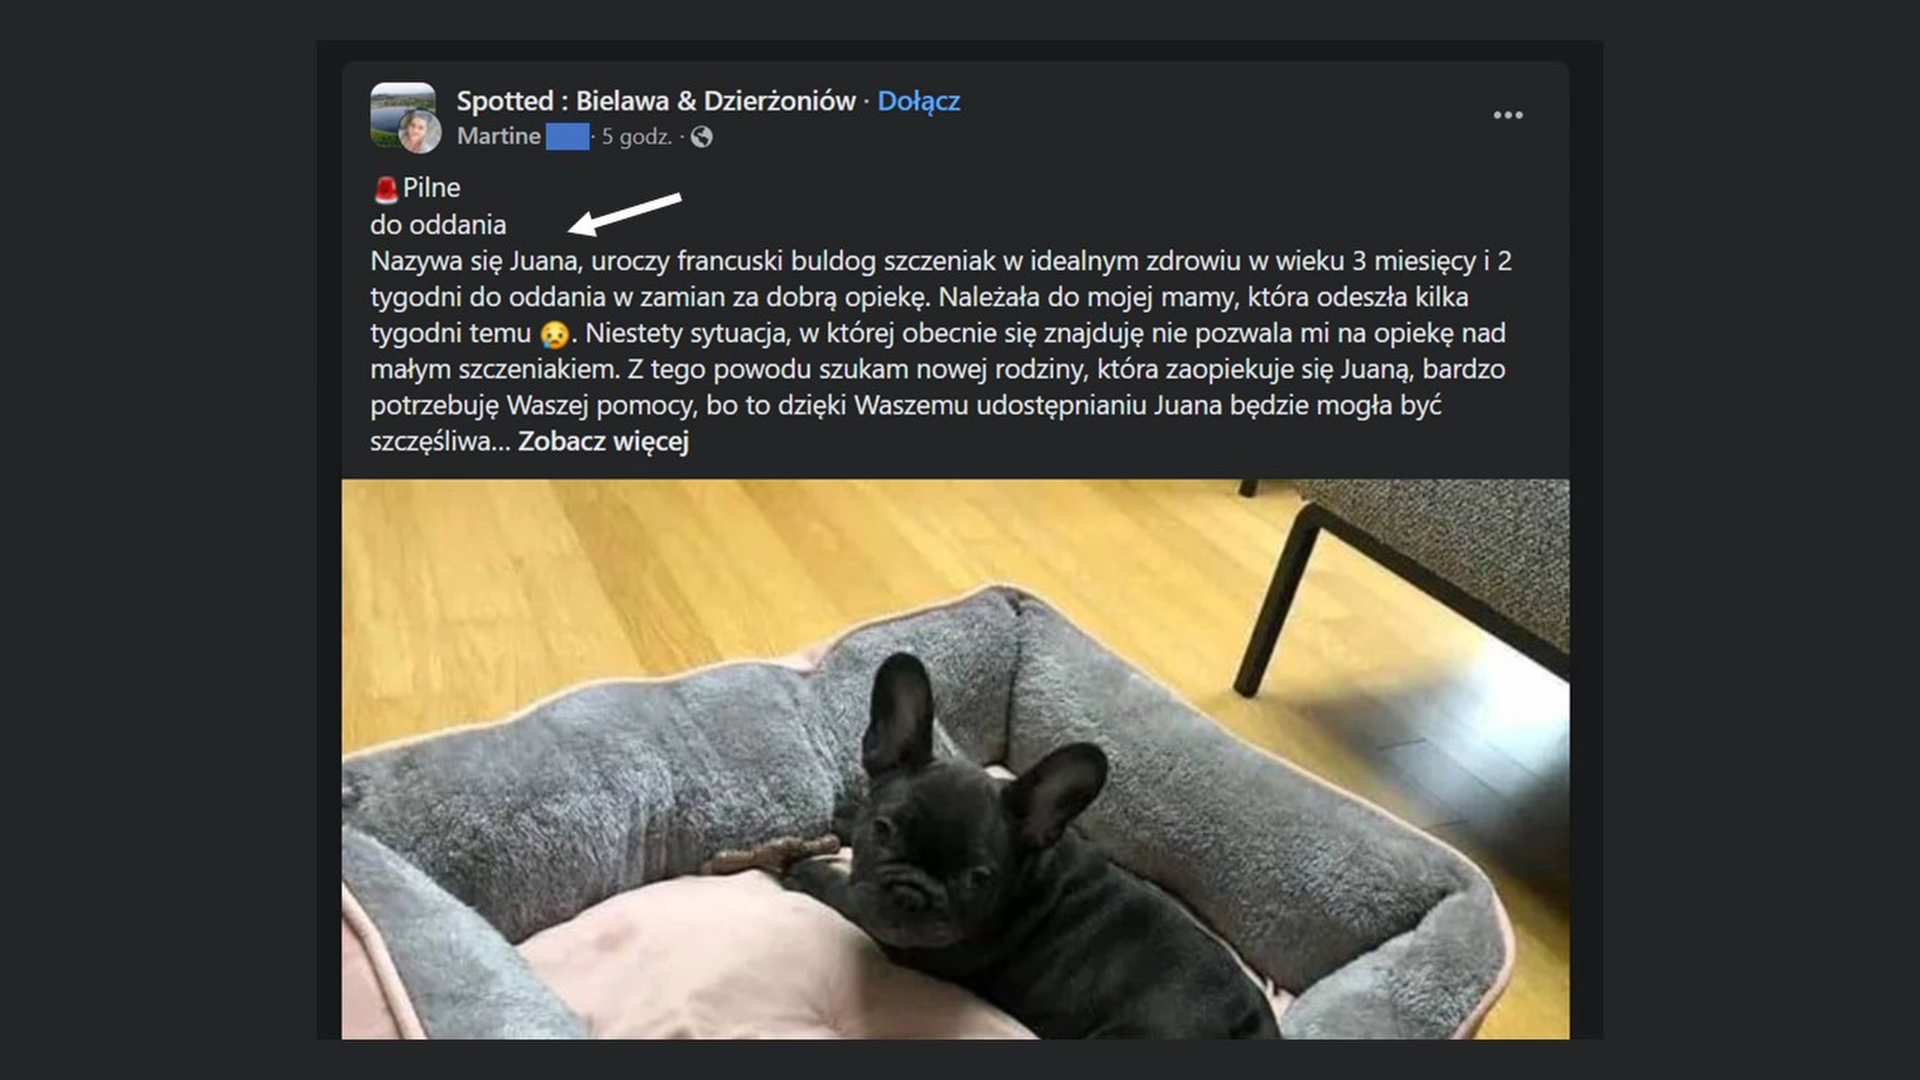 Spotted : Bielawa & Dzierżoniów · Dołącz
Martine · 5 godz. ·
🚨Pilne
do oddania
Nazywa się Juana, uroczy francuski buldog szczeniak w idealnym zdrowiu w wieku 3 miesięcy i 2
tygodni do oddania w zamian za dobrą opiekę. Należała do mojej mamy, która odeszła kilka
tygodni temu 😥. Niestety sytuacja, w której obecnie się znajduję nie pozwala mi na opiekę nad
małym szczeniakiem. Z tego powodu szukam nowej rodziny, która zaopiekuje się Juaną, bardzo
potrzebuję Waszej pomocy, bo to dzięki Waszemu udostępnianiu Juana będzie mogła być
szczęśliwa... Zobacz więcej